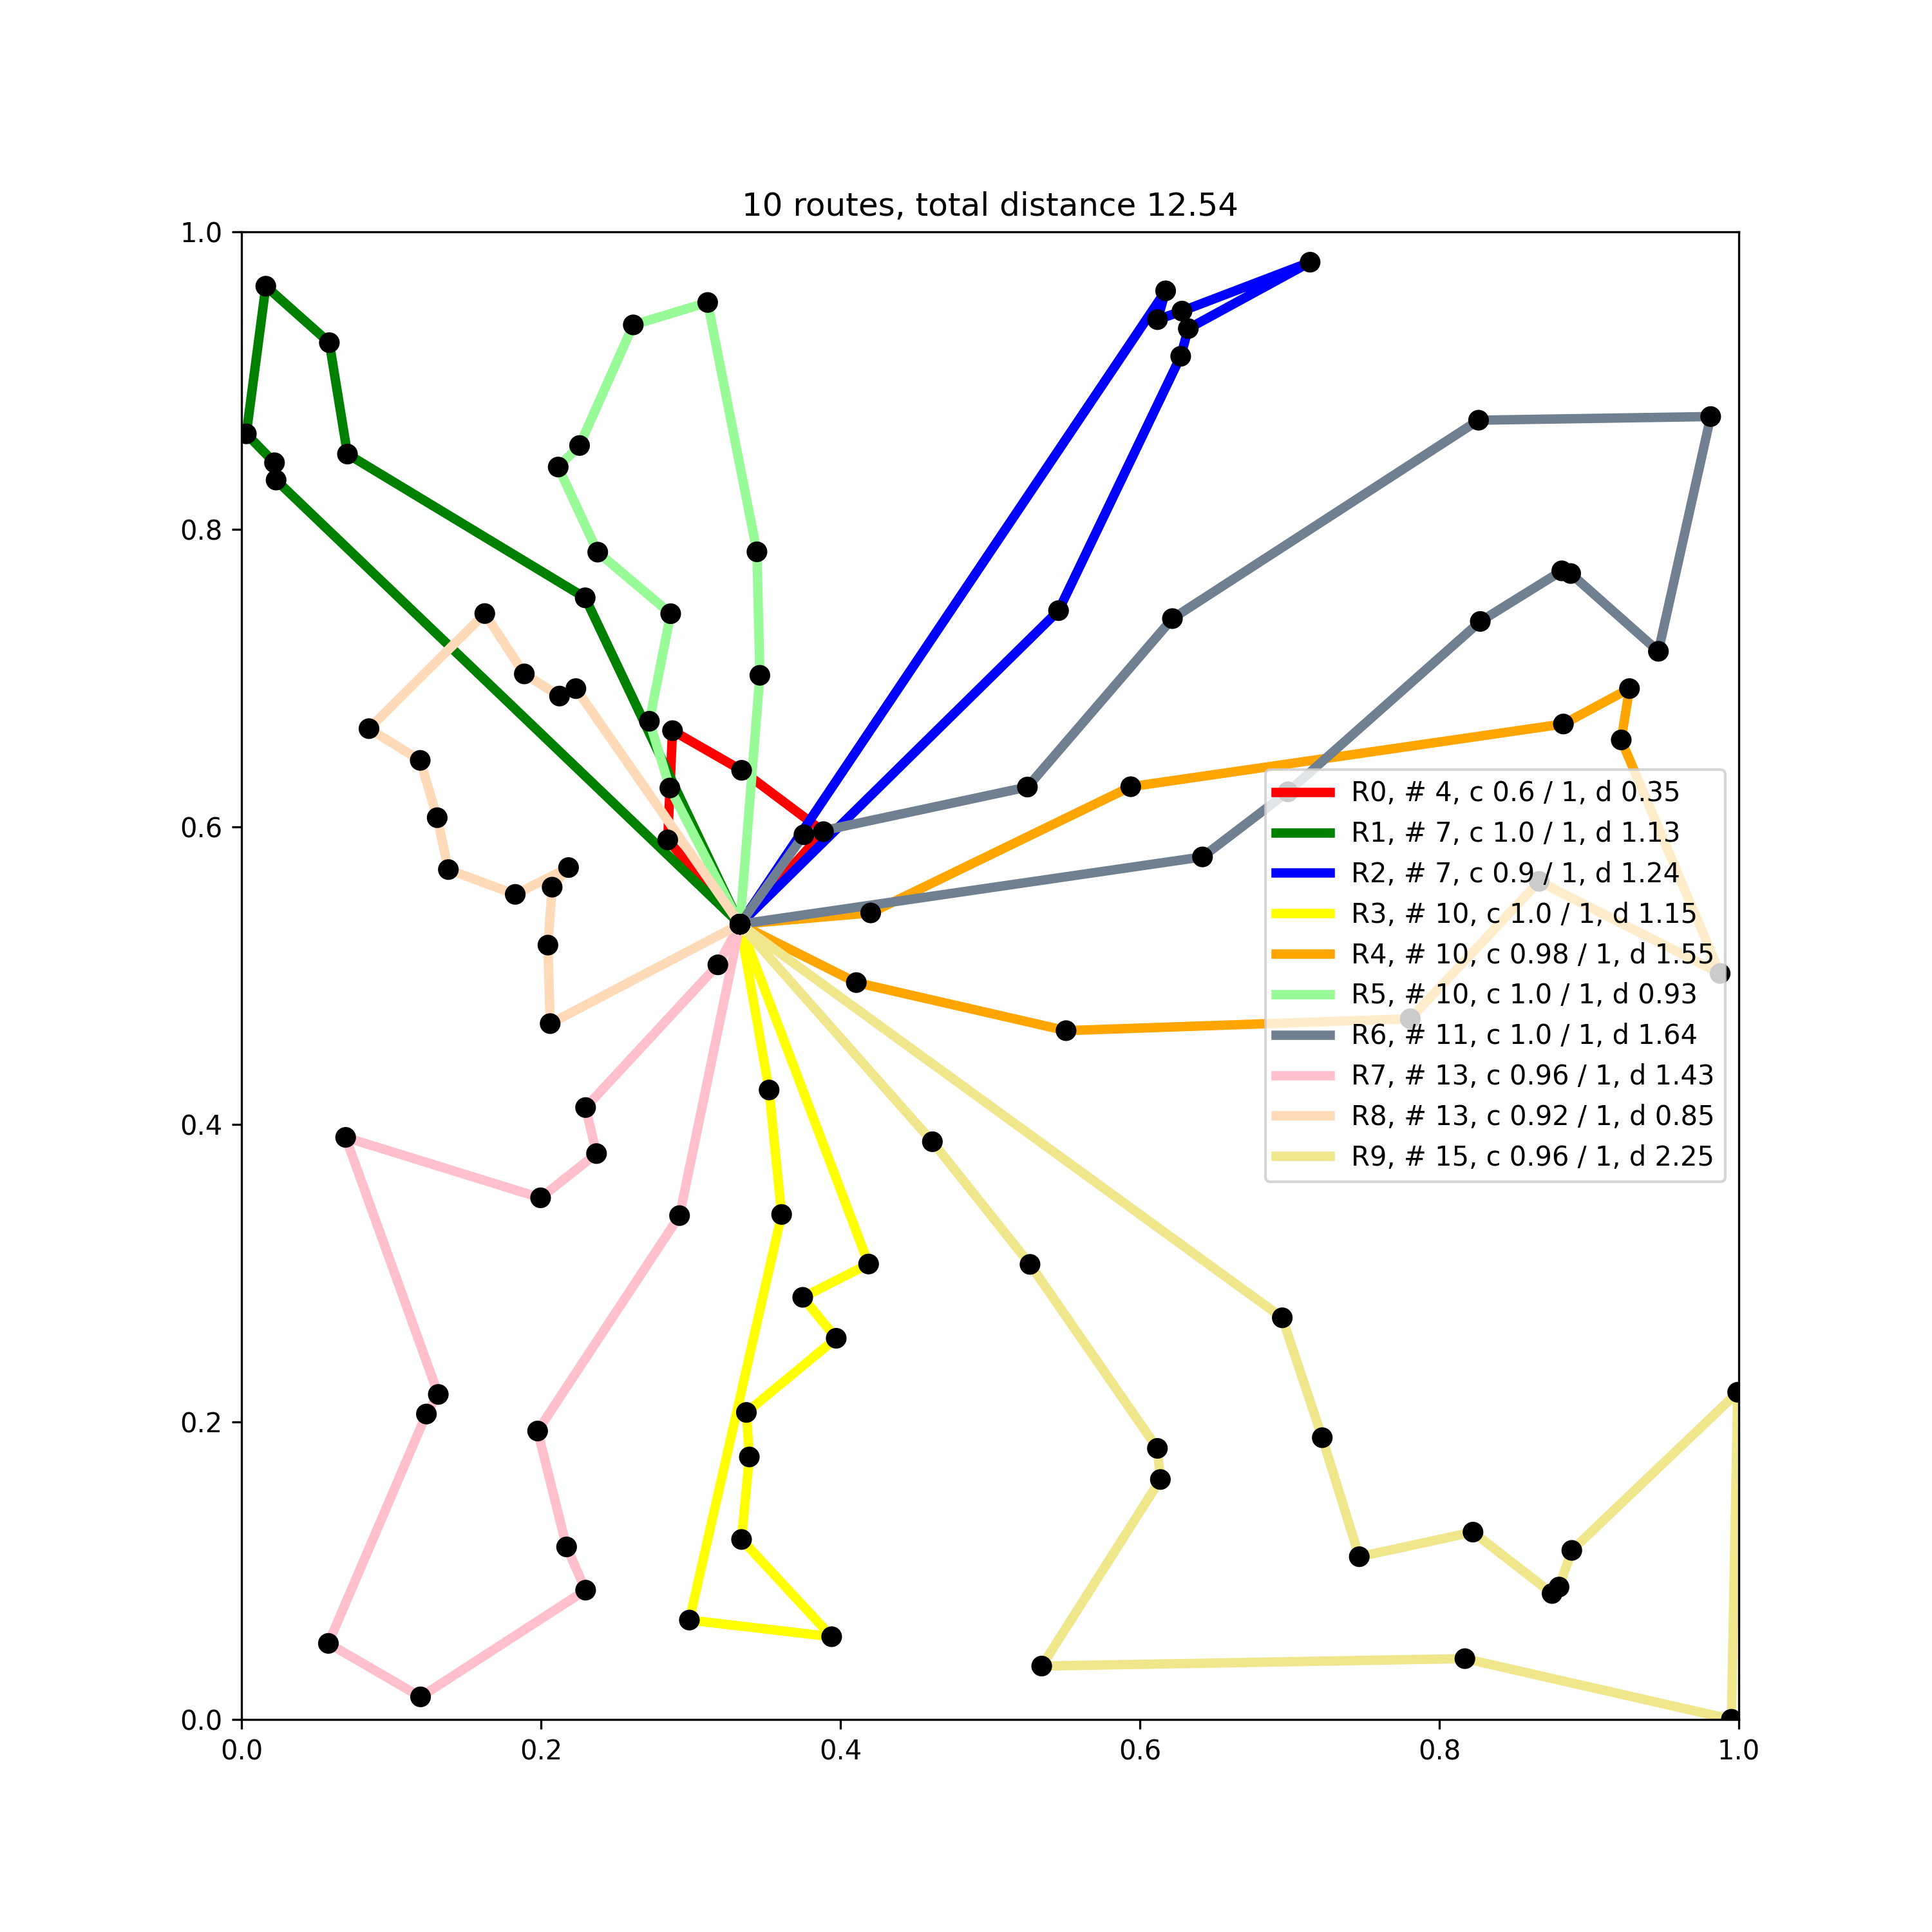 10 routes, total distance 12.54
1.0
0.8
0.6
0.4
0.2
0.0
R0, # 4, c 0.6 / 1, d 0.35
R1, # 7, c 1.0 / 1, d 1.13
R2, # 7, c 0.9 / 1, d 1.24
R3, # 10, c 1.0 / 1, d 1.15
R4, # 10, c 0.98 / 1, d 1.55
R5, # 10, c 1.0 / 1, d 0.93
R6, # 11, c 1.0 / 1, d 1.64
R7, # 13, c 0.96 / 1, d 1.43
R8, # 13, c 0.92 / 1, d 0.85
R9, # 15, c 0.96 / 1, d 2.25
0.0 0.2 0.4 0.6 0.8 1.0